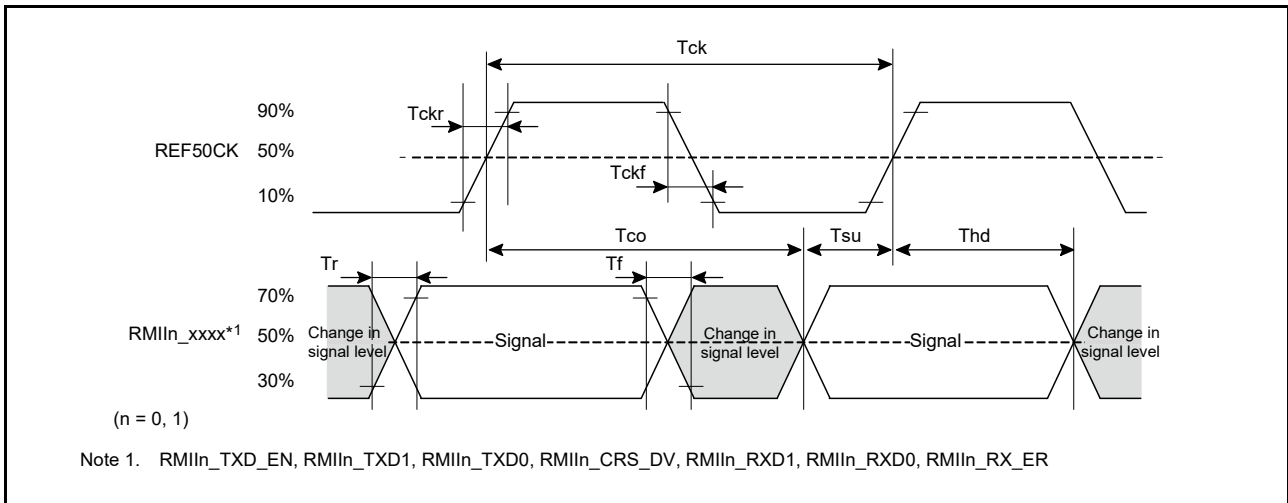 Tck
90%
Tckr
REF50CK 50%
Tckf
10%
Tco Tsu Thd
Tr Tf
70%
RMIIn_xxxx*1 50% Change in signal level Signal Change in signal level Signal Change in signal level
30%
(n = 0, 1)
Note 1. RMIIn_TXD_EN, RMIIn_TXD1, RMIIn_TXD0, RMIIn_CRS_DV, RMIIn_RXD1, RMIIn_RXD0, RMIIn_RX_ER